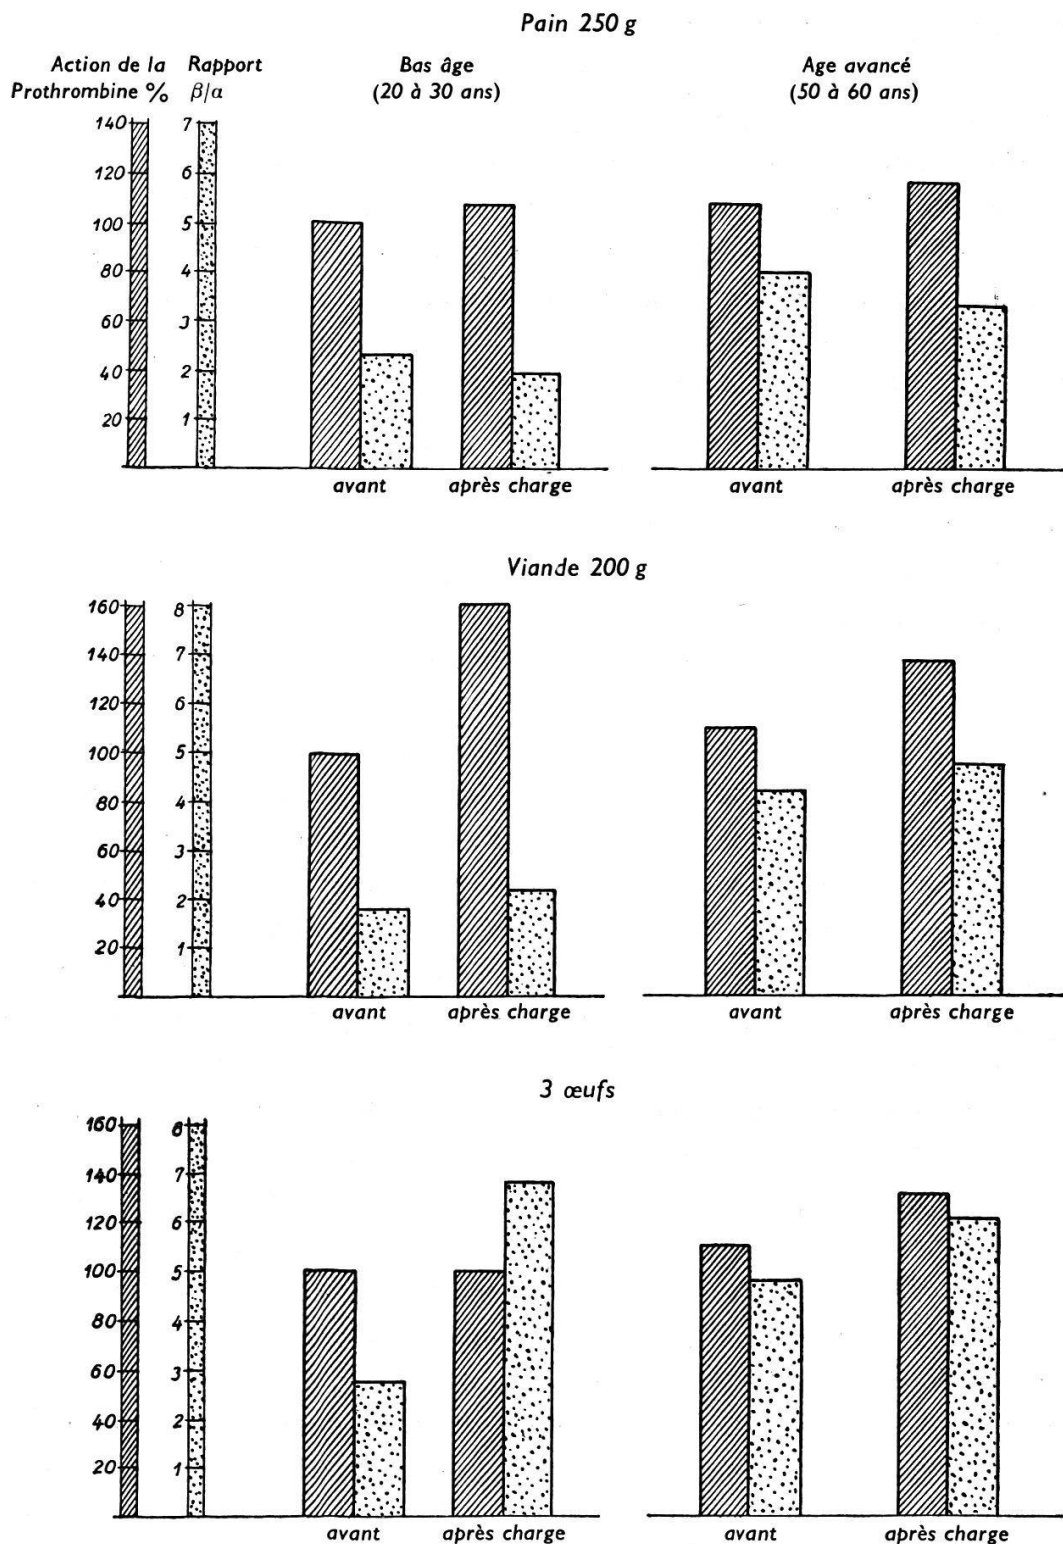 Pain 250 g
Action de la Rapport Bas âge Age avancé
Prothrombine % β/α (20 à 30 ans) (50 à 60 ans)
140 7
120 6
100 5
80 4
60 3
40 2
20 1
avant après charge avant après charge
Viande 200 g
160 8
140 7
120 6
100 5
80 4
60 3
40 2
20 1
avant après charge avant après charge
3 œufs
160 8
140 7
120 6
100 5
80 4
60 3
40 2
20 1
avant après charge avant après charge